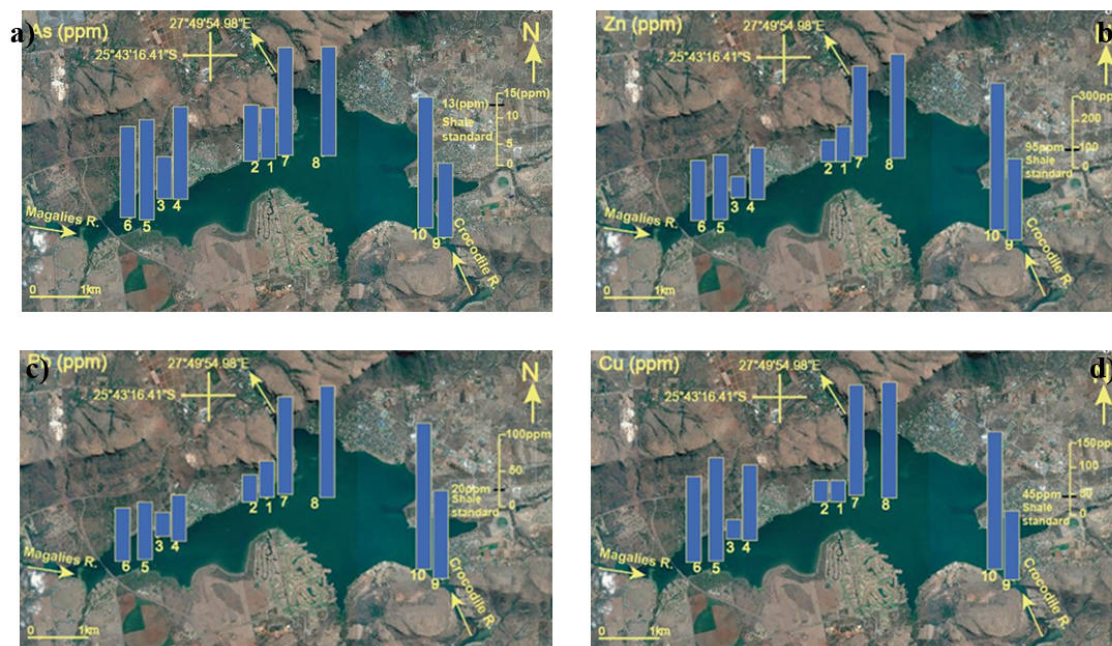 a)
As (ppm)
27°49'54.98"E
25°43'16.41"S
N
15(ppm)
13(ppm)
Shale
standard
10
5
0
6
5
3
4
2
1
7
8
10
9
Magalies R.
Crocodile R.
0
1km
b)
Zn (ppm)
27°49'54.98"E
25°43'16.41"S
N
300pp
200
100
95ppm
Shale
standard
0
6
5
3
4
2
1
7
8
10
9
Magalies R.
Crocodile R.
0
1km
c)
(ppm)
27°49'54.98"E
25°43'16.41"S
N
100ppm
50
20ppm
Shale
standard
0
6
5
3
4
2
1
7
8
10
9
Magalies R.
Crocodile R.
0
1km
d)
Cu (ppm)
27°49'54.98"E
25°43'16.41"S
N
150ppm
100
50
45ppm
Shale
standard
0
6
5
3
4
2
1
7
8
10
9
Magalies R.
Crocodile R.
0
1km